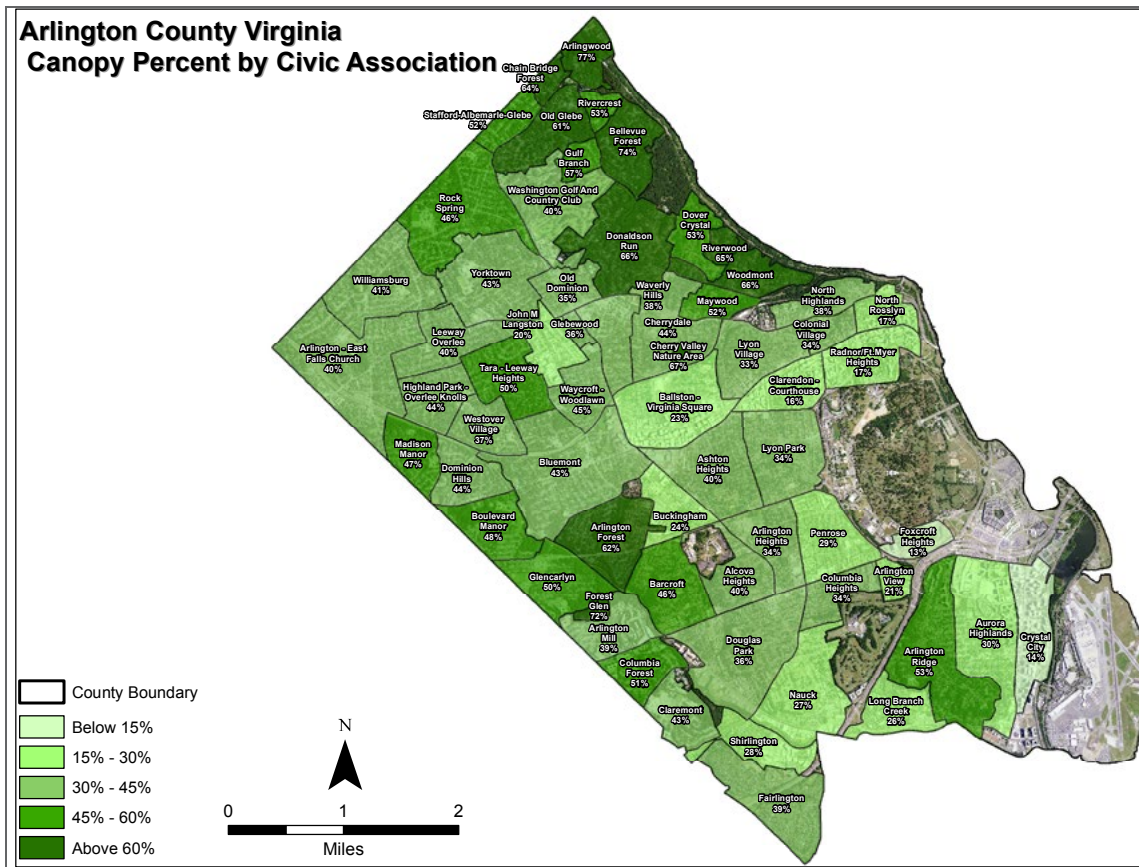 Arlington County Virginia
Canopy Percent by Civic Association
Arlingwood
77%
Chain Bridge
Forest
64%
Rivercrest
53%
Stafford-Albemarle-Glebe
52%
Old Glebe
61%
Bellevue
Forest
74%
Gulf
Branch
57%
Washington Golf And
Country Club
40%
Rock
Spring
46%
Dover
Crystal
53%
Donaldson
Run
66%
Riverwood
65%
Woodmont
66%
Williamsburg
41%
Yorktown
43%
Old
Dominion
35%
Waverly
Hills
38%
Maywood
52%
North
Highlands
38%
North
Rosslyn
17%
John M
Langston
20%
Glebewood
36%
Cherrydale
44%
Colonial
Village
34%
Leeway
Overlee
40%
Arlington - East
Falls Church
40%
Cherry Valley
Nature Area
67%
Lyon
Village
33%
Radnor/Ft.Myer
Heights
17%
Tara - Leeway
Heights
50%
Clarendon -
Courthouse
16%
Highland Park -
Overlee Knolls
44%
Waycroft -
Woodlawn
45%
Ballston -
Virginia Square
23%
Westover
Village
37%
Madison
Manor
47%
Dominion
Hills
44%
Bluemont
43%
Ashton
Heights
40%
Lyon Park
34%
Boulevard
Manor
48%
Buckingham
24%
Arlington
Forest
62%
Arlington
Heights
34%
Penrose
29%
Foxcroft
Heights
13%
Glencarlyn
50%
Barcroft
46%
Alcova
Heights
40%
Columbia
Heights
34%
Arlington
View
21%
Forest
Glen
72%
Arlington
Mill
39%
Douglas
Park
36%
Aurora
Highlands
30%
Crystal
City
14%
Arlington
Ridge
53%
Columbia
Forest
51%
Nauck
27%
Long Branch
Creek
26%
Claremont
43%
Shirlington
28%
Fairlington
39%
County Boundary
Below 15%
15% - 30%
30% - 45%
45% - 60%
Above 60%
N
0 1 2
Miles